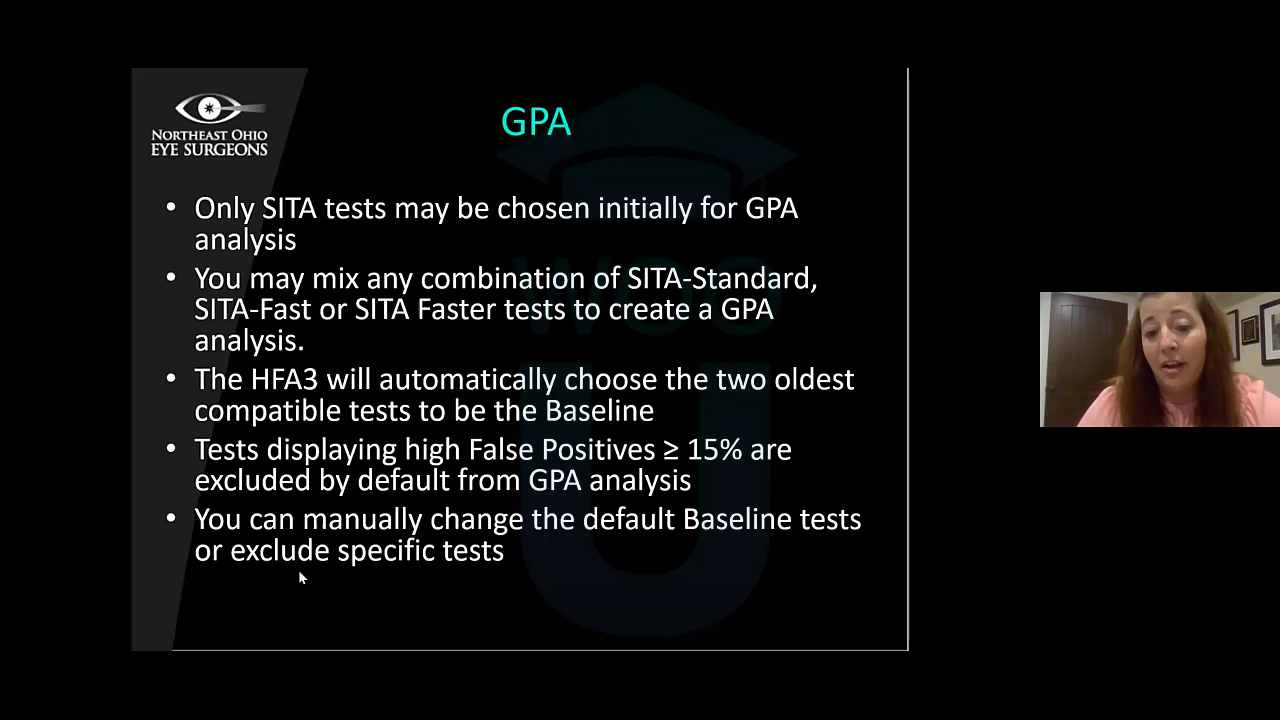 NORTHEAST OHIO
EYE SURGEONS
GPA
• Only SITA tests may be chosen initially for GPA
analysis
• You may mix any combination of SITA-Standard,
SITA-Fast or SITA Faster tests to create a GPA
analysis.
• The HFA3 will automatically choose the two oldest
compatible tests to be the Baseline
• Tests displaying high False Positives ≥ 15% are
excluded by default from GPA analysis
• You can manually change the default Baseline tests
or exclude specific tests